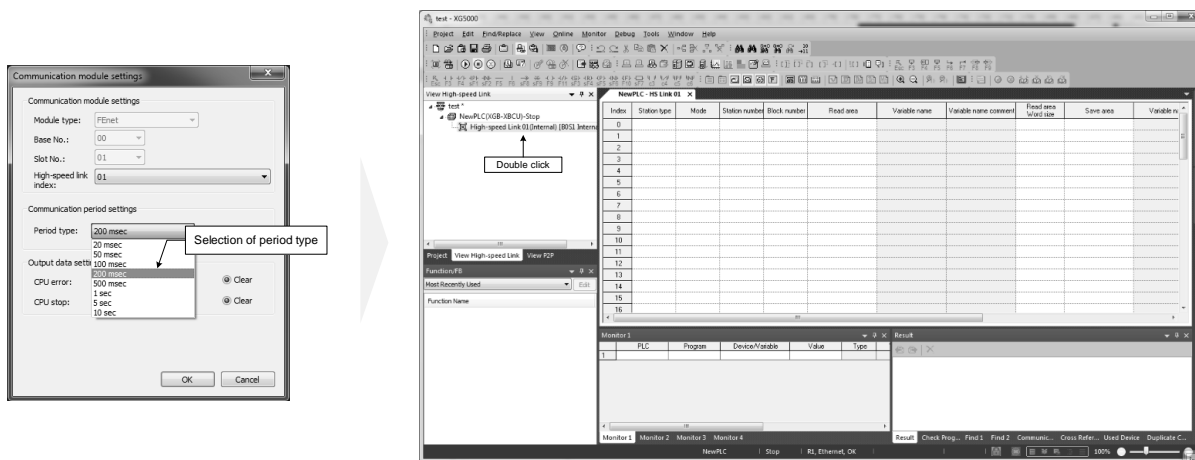 Communication module settings
Communication module settings
Module type: FEnet
Base No.: 00
Slot No.: 01
High-speed link index: 01
Communication period settings
Period type: 200 msec
20 msec
50 msec
100 msec
200 msec
500 msec
1 sec
5 sec
10 sec
Selection of period type
Output data setti
CPU error: Clear
CPU stop: Clear
OK Cancel
test - XG5000
Project Edit Find/Replace View Online Monitor Debug Tools Window Help
View High-speed Link
test *
NewPLC(XGB-XBCU)-Stop
High-speed Link 01(Internal) [B0S1 Interna
Double click
Project View High-speed Link View P2P
Function/FB
Most Recently Used Edit
Function Name
NewPLC - HS Link 01
Index Station type Mode Station number Block number Read area Variable name Variable name comment Read area Word size Save area Variable n
0
1
2
3
4
5
6
7
8
9
10
11
12
13
14
15
16
Monitor 1
PLC Program Device/Variable Value Type
1
Monitor 1 Monitor 2 Monitor 3 Monitor 4
Result
Result Check Prog... Find 1 Find 2 Communic... Cross Refer... Used Device Duplicate C...
NewPLC Stop R1, Ethernet, OK 100%